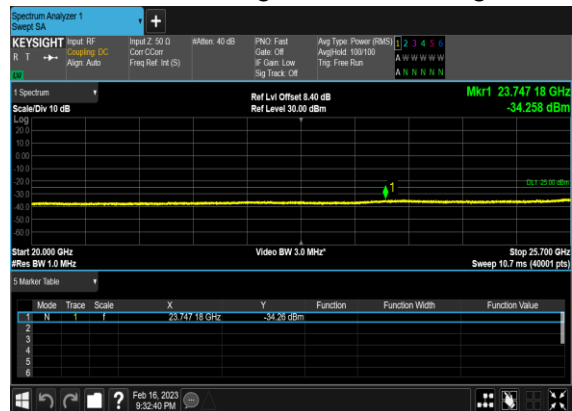 Spectrum Analyzer 1
Swept SA
KEYSIGHT Input: RF Input Z: 50 Ω #Atten: 40 dB PNO: Fast Avg Type: Power (RMS) 1 2 3 4 5 6
R T Coupling: DC Corr CCorr Gate: Off Avg|Hold: 100/100 A W W W W W
Align: Auto Freq Ref: Int (S) IF Gain: Low Trig: Free Run
Sig Track: Off A N N N N N
LXI
1 Spectrum Ref Lvl Offset 8.40 dB Mkr1 23.747 18 GHz
Scale/Div 10 dB Ref Level 30.00 dBm -34.258 dBm
Log
20.0
10.0
0.00
-10.0
-20.0 1 DL1 -25.00 dBm
-30.0
-40.0
-50.0
-60.0
Start 20.000 GHz Video BW 3.0 MHz* Stop 25.700 GHz
#Res BW 1.0 MHz Sweep 10.7 ms (40001 pts)
5 Marker Table
Mode Trace Scale X Y Function Function Width Function Value
1 N 1 f 23.747 18 GHz -34.26 dBm
2
3
4
5
6
? Feb 16, 2023
9:32:40 PM